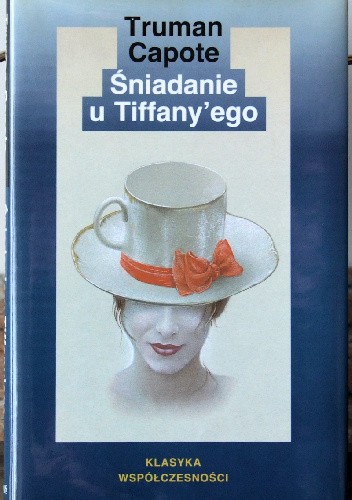 Truman
Capote
Śniadanie
u Tiffany'ego
KLASYKA
WSPÓŁCZESNOŚCI